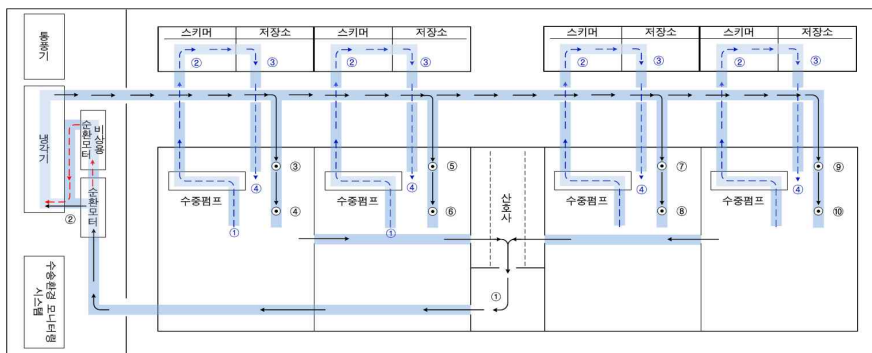 통풍기
스키머 저장소 스키머 저장소 스키머 저장소 스키머 저장소
② ③ ② ③ ② ③ ② ③
냉각기
비상용
순환모터
순환모터
②
③ ⑤ ⑦ ⑨
④ ④ ④ ④
수중펌프 수중펌프 수중펌프 수중펌프
④ ⑥ ⑧ ⑩
① ①
산호사
①
수송환경 모니터링
시스템